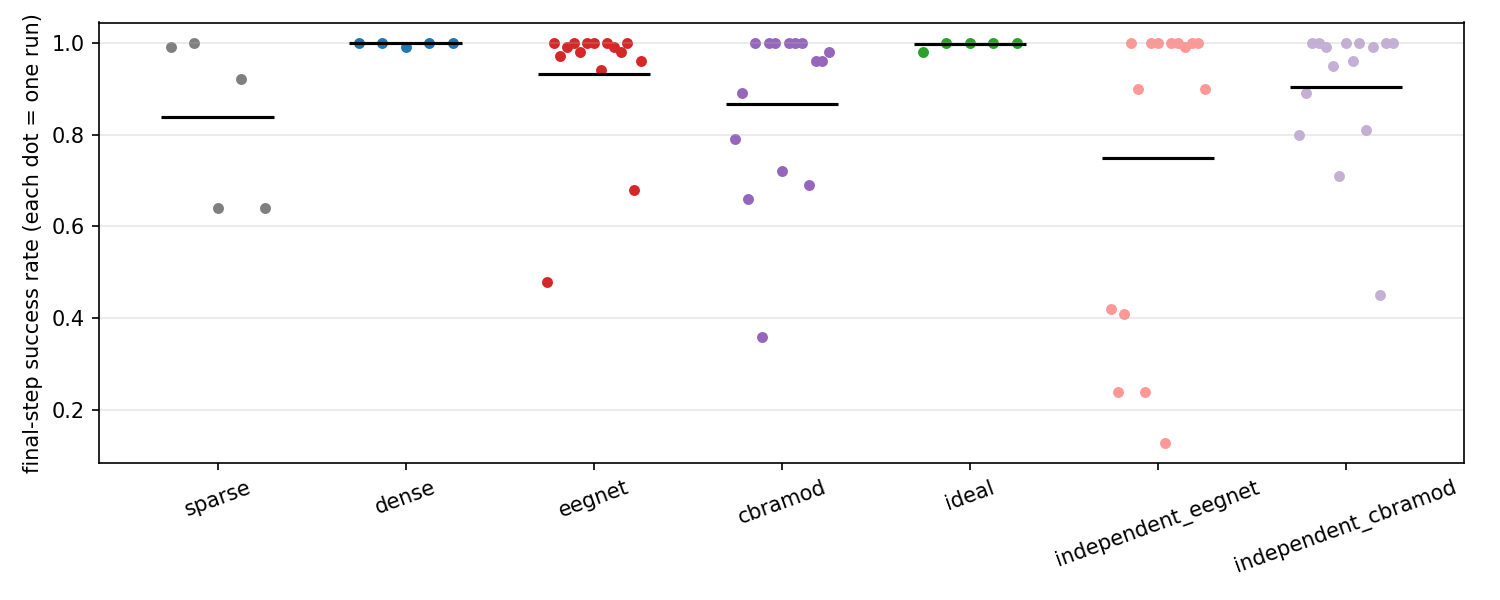 final-step success rate (each dot = one run)
1.0
0.8
0.6
0.4
0.2
sparse
dense
eegnet
cbramod
ideal
independent_eegnet
independent_cbramod